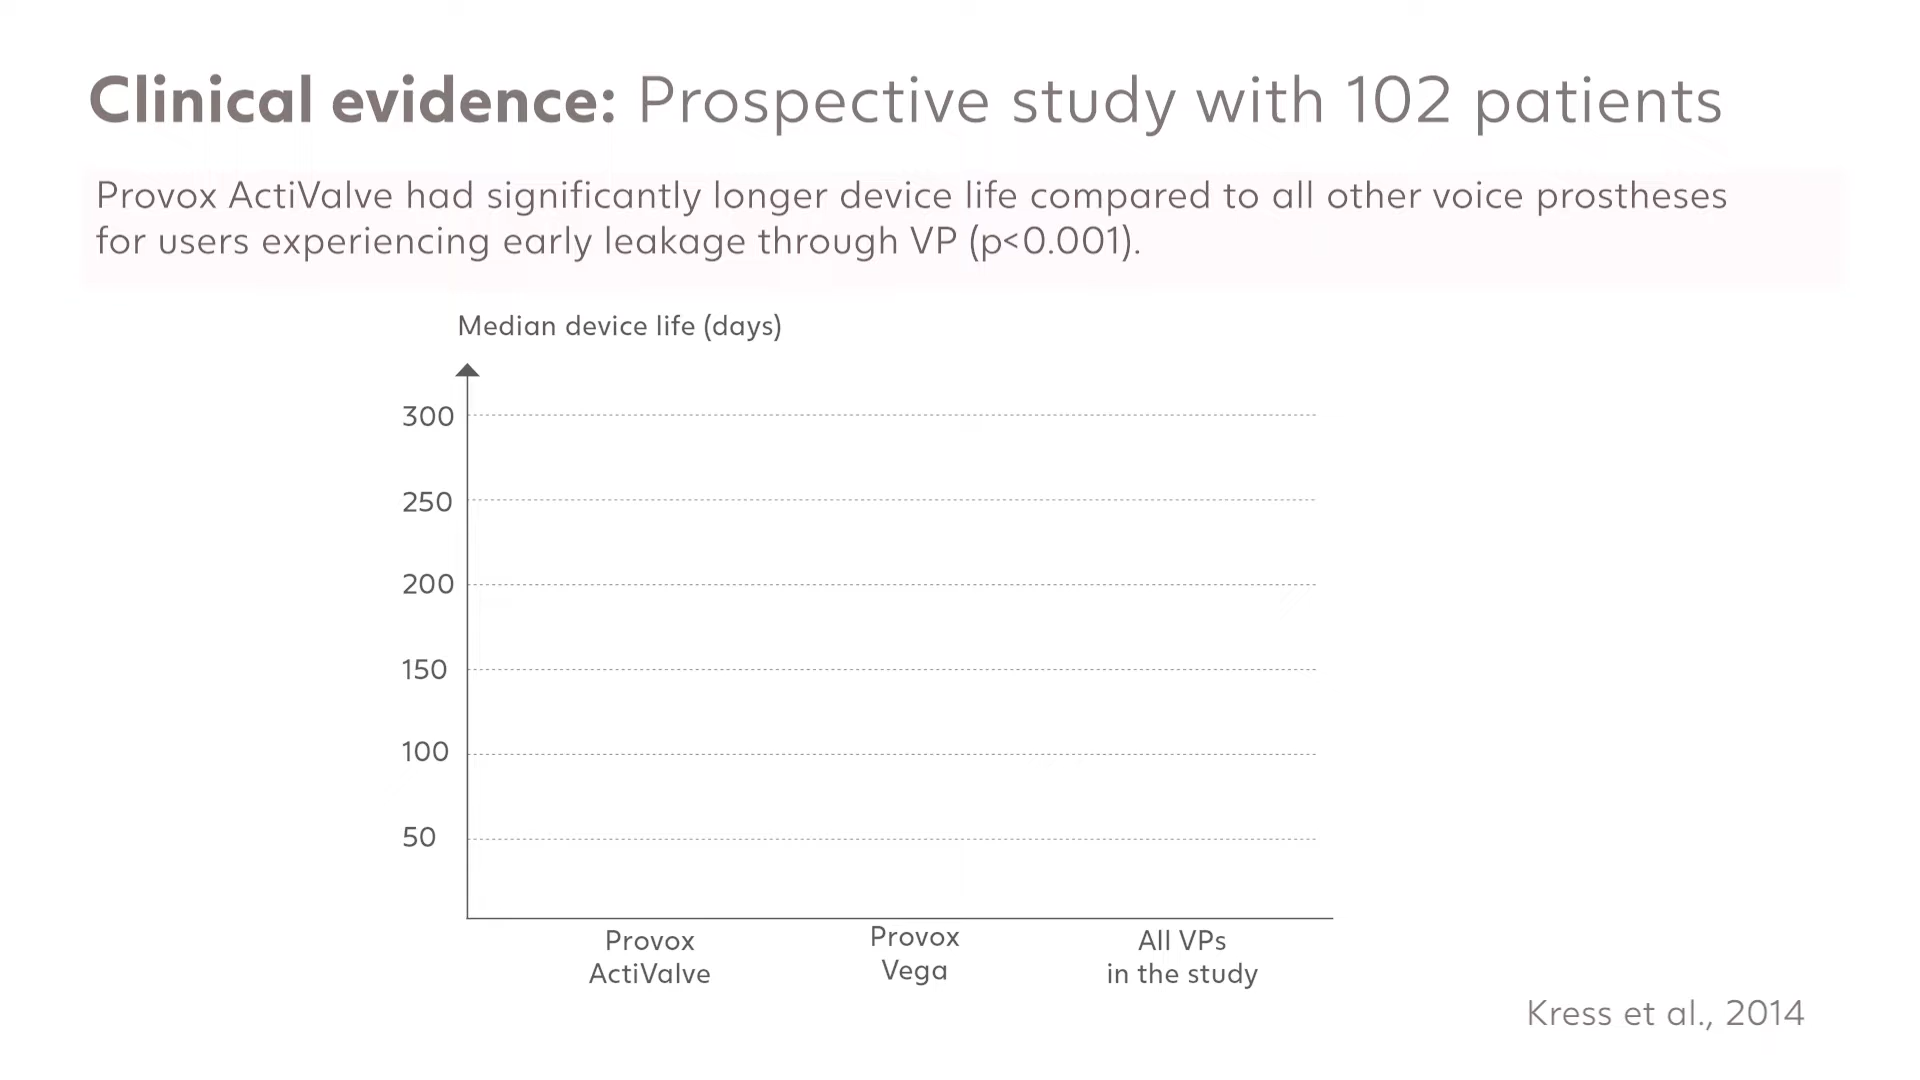 Clinical evidence: Prospective study with 102 patients
Provox ActiValve had significantly longer device life compared to all other voice prostheses
for users experiencing early leakage through VP (p<0.001).
Median device life (days)
300
250
200
150
100
50
Provox
ActiValve
Provox
Vega
All VPs
in the study
Kress et al., 2014